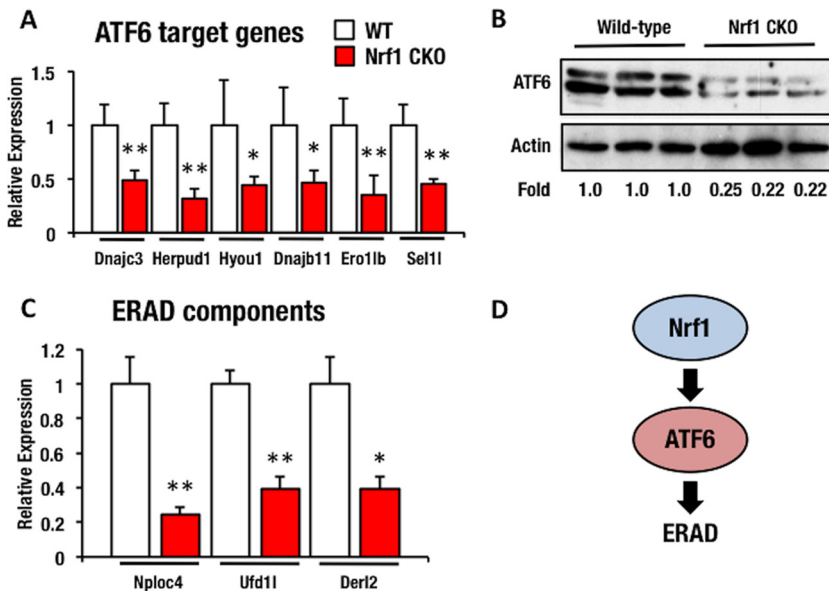 A
ATF6 target genes
WT
Nrf1 CKO
Relative Expression
1.5
1
0.5
0
** ** * * ** **
Dnajc3 Herpud1 Hyou1 Dnajb11 Ero1lb Sel1l
B
Wild-type Nrf1 CKO
ATF6
Actin
Fold 1.0 1.0 1.0 0.25 0.22 0.22
C
ERAD components
Relative Expression
1.2
1
0.8
0.6
0.4
0.2
0
** ** *
Nploc4 Ufd1l Derl2
D
Nrf1
ATF6
ERAD